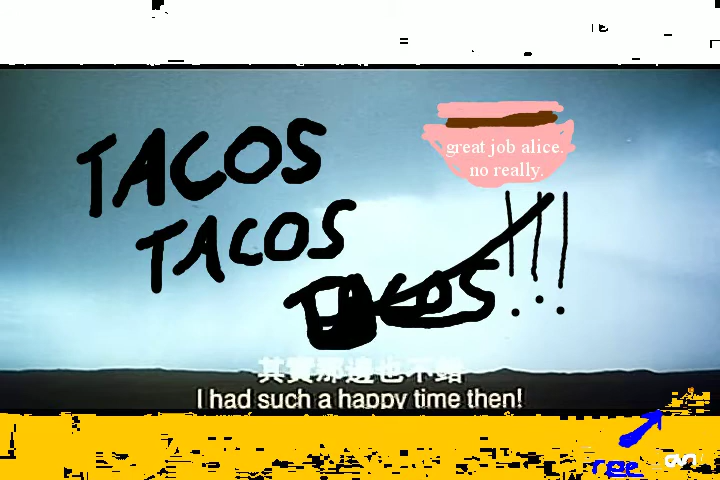 TACOS
great job alice.
no really.
TACOS
TACOS!!!
其實那邊也不錯
I had such a happy time then!